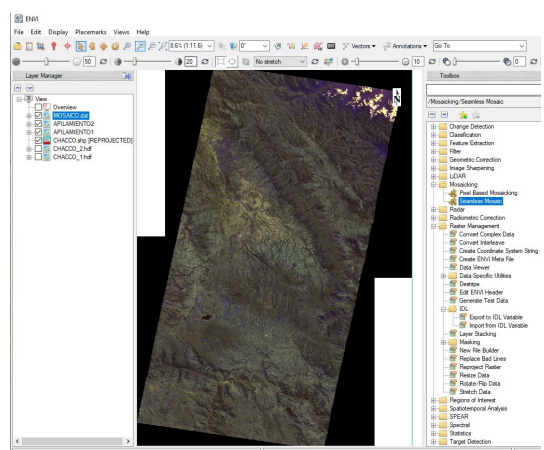 ENVI
File Edit Display Placemarks Views Help
8.6% (1:11.6) 0° Vectors Annotations Go To
50 20 No stretch 10 0
Layer Manager
View
Overview
MOSAICO.dat
APILAMIENTO2
APILAMIENTO1
CHACCO.shp [REPROJECTED]
CHACCO_2.hdf
CHACCO_1.hdf
N
Toolbox
/Mosaicking/Seamless Mosaic
Change Detection
Classification
Feature Extraction
Filter
Geometric Correction
Image Sharpening
LiDAR
Mosaicking
Pixel Based Mosaicking
Seamless Mosaic
Radar
Radiometric Correction
Raster Management
Convert Complex Data
Convert Interleave
Create Coordinate System String
Create ENVI Meta File
Data Viewer
Data-Specific Utilities
Destripe
Edit ENVI Header
Generate Test Data
IDL
Export to IDL Variable
Import from IDL Variable
Layer Stacking
Masking
New File Builder
Replace Bad Lines
Reproject Raster
Resize Data
Rotate/Flip Data
Stretch Data
Regions of Interest
Spatiotemporal Analysis
SPEAR
Spectral
Statistics
Target Detection